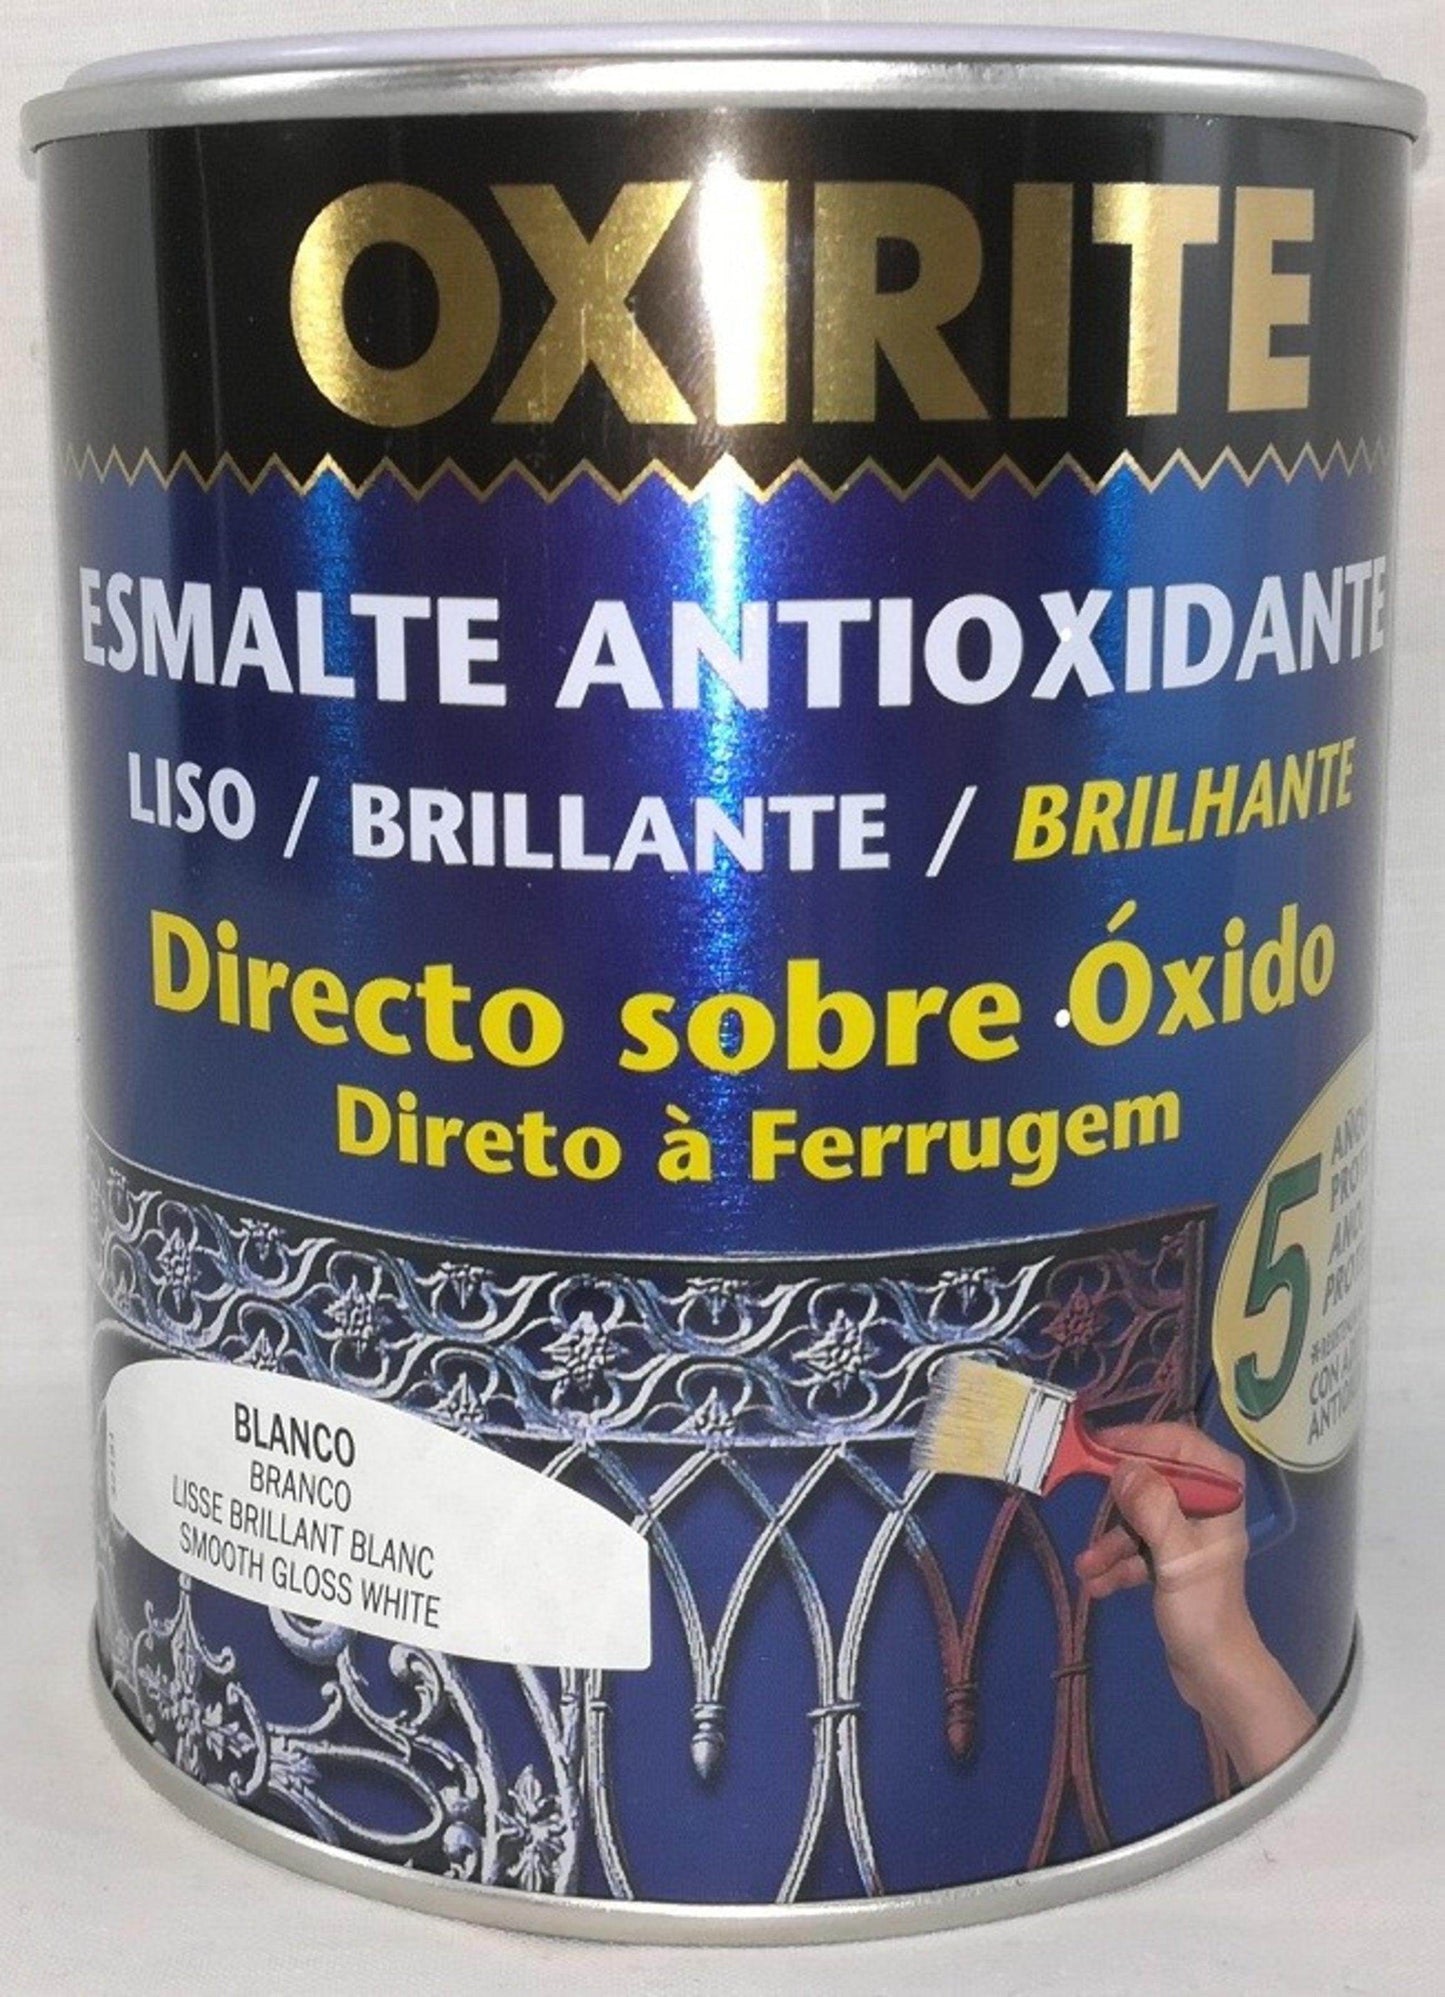 OXIRITE
ESMALTE ANTIOXIDANTE
LISO / BRILLANTE / BRILHANTE
Directo sobre Óxido
Direto à Ferrugem
5
CON
BLANCO
BRANCO
LISSE BRILLANT BLANC
SMOOTH GLOSS WHITE